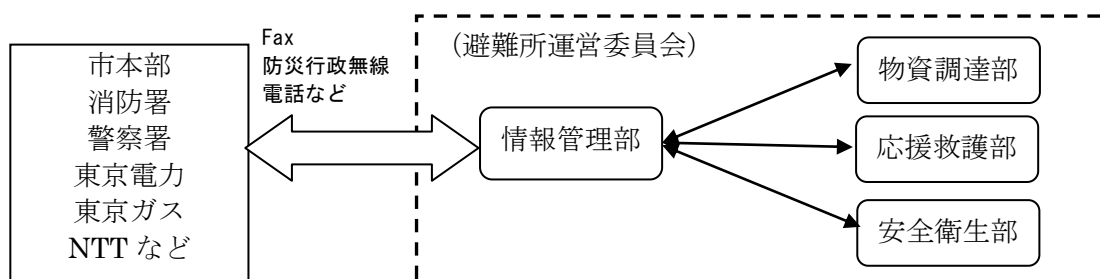 市本部
消防署
警察署
東京電力
東京ガス
NTT など
Fax
防災行政無線
電話など
(避難所運営委員会)
情報管理部
物資調達部
応援救護部
安全衛生部